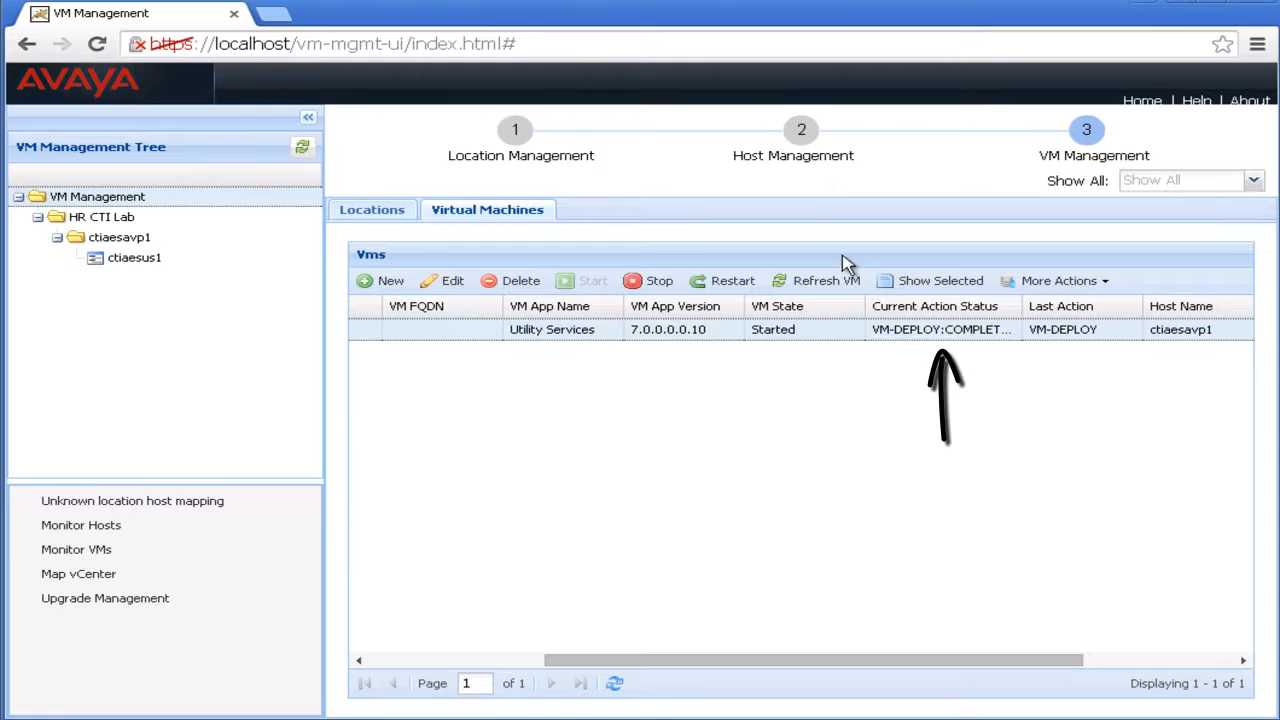 VM Management
https://localhost/vm-mgmt-ui/index.html#
AVAYA
Home | Help | About
VM Management Tree
VM Management
HR CTI Lab
ctiaesavp1
ctiaesus1
Unknown location host mapping
Monitor Hosts
Monitor VMs
Map vCenter
Upgrade Management
1 2 3
Location Management Host Management VM Management
Show All: Show All
Locations Virtual Machines
Vms
New Edit Delete Start Stop Restart Refresh VM Show Selected More Actions
VM FQDN VM App Name VM App Version VM State Current Action Status Last Action Host Name
Utility Services 7.0.0.0.0.10 Started VM-DEPLOY:COMPLET... VM-DEPLOY ctiaesavp1
Page 1 of 1 Displaying 1 - 1 of 1